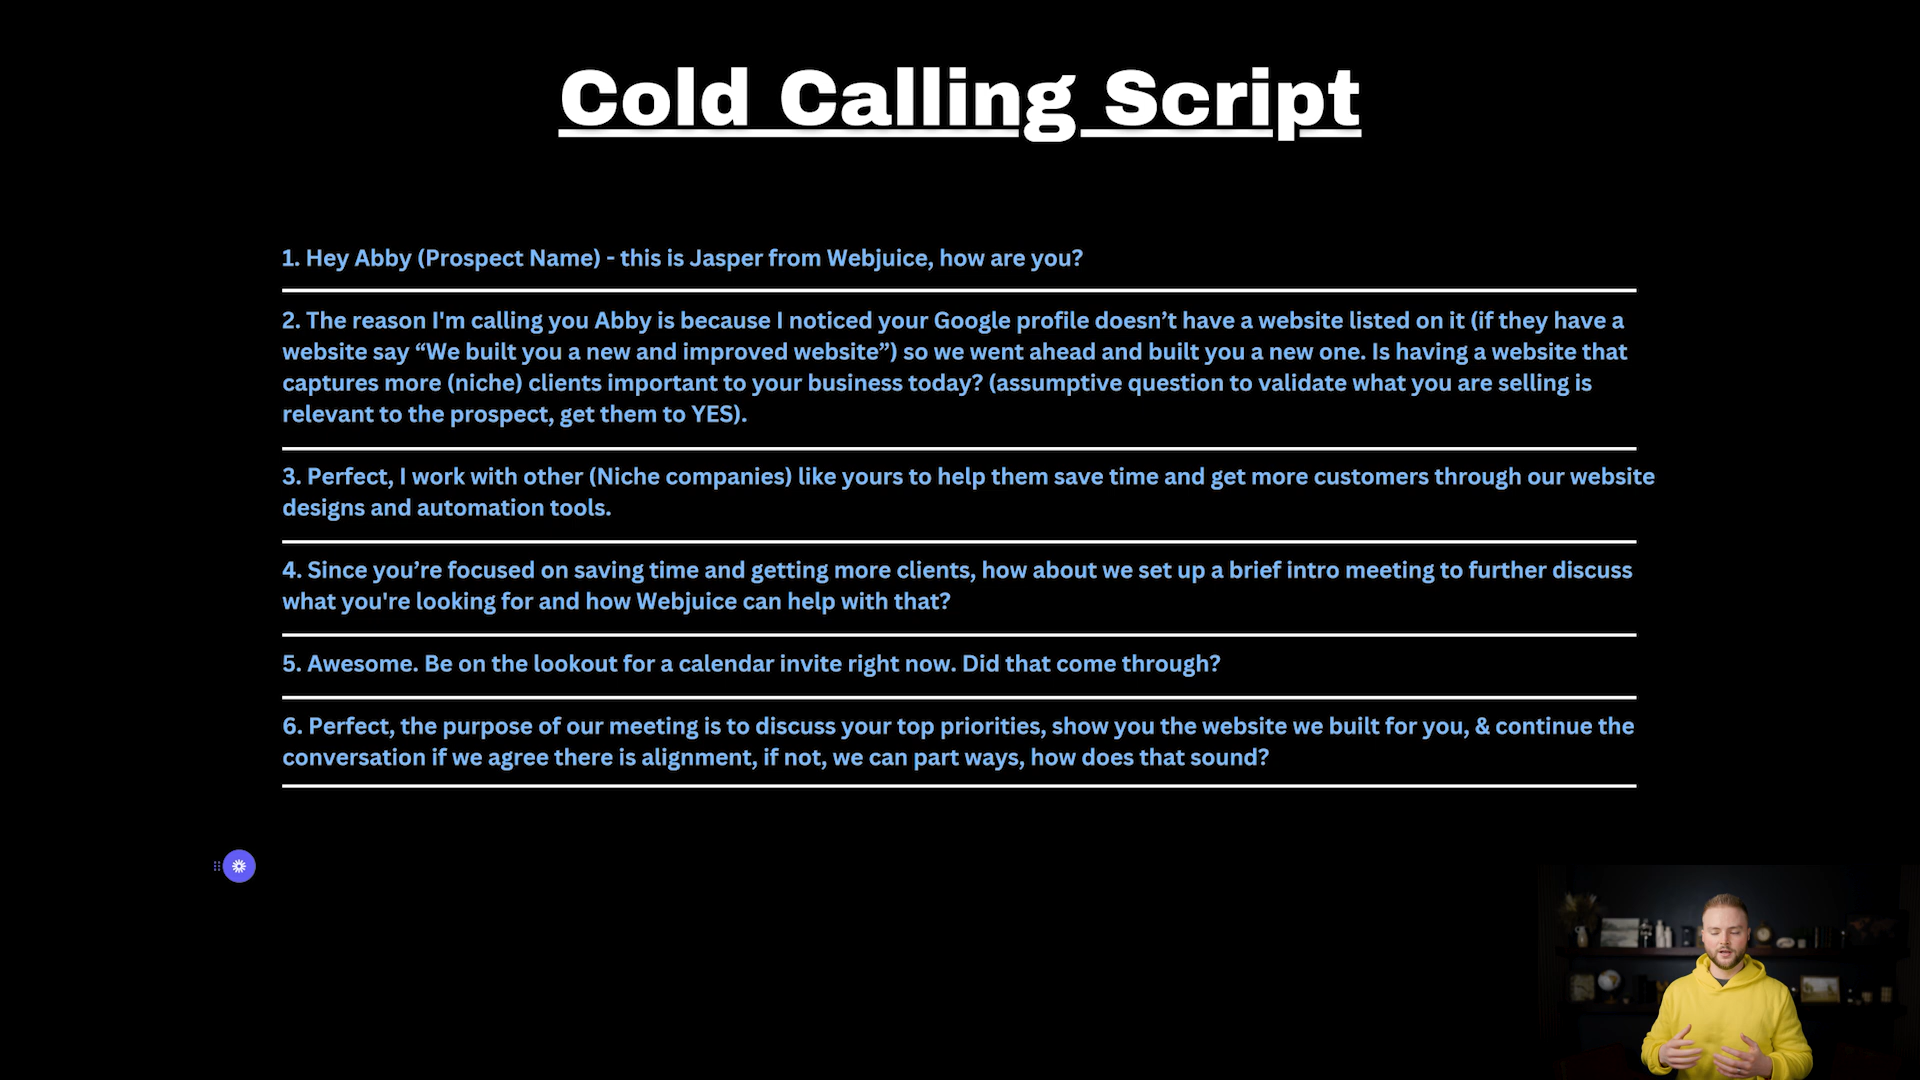 Cold Calling Script
1. Hey Abby (Prospect Name) - this is Jasper from Webjuice, how are you?
2. The reason I'm calling you Abby is because I noticed your Google profile doesn’t have a website listed on it (if they have a
website say “We built you a new and improved website”) so we went ahead and built you a new one. Is having a website that
captures more (niche) clients important to your business today? (assumptive question to validate what you are selling is
relevant to the prospect, get them to YES).
3. Perfect, I work with other (Niche companies) like yours to help them save time and get more customers through our website
designs and automation tools.
4. Since you’re focused on saving time and getting more clients, how about we set up a brief intro meeting to further discuss
what you're looking for and how Webjuice can help with that?
5. Awesome. Be on the lookout for a calendar invite right now. Did that come through?
6. Perfect, the purpose of our meeting is to discuss your top priorities, show you the website we built for you, & continue the
conversation if we agree there is alignment, if not, we can part ways, how does that sound?